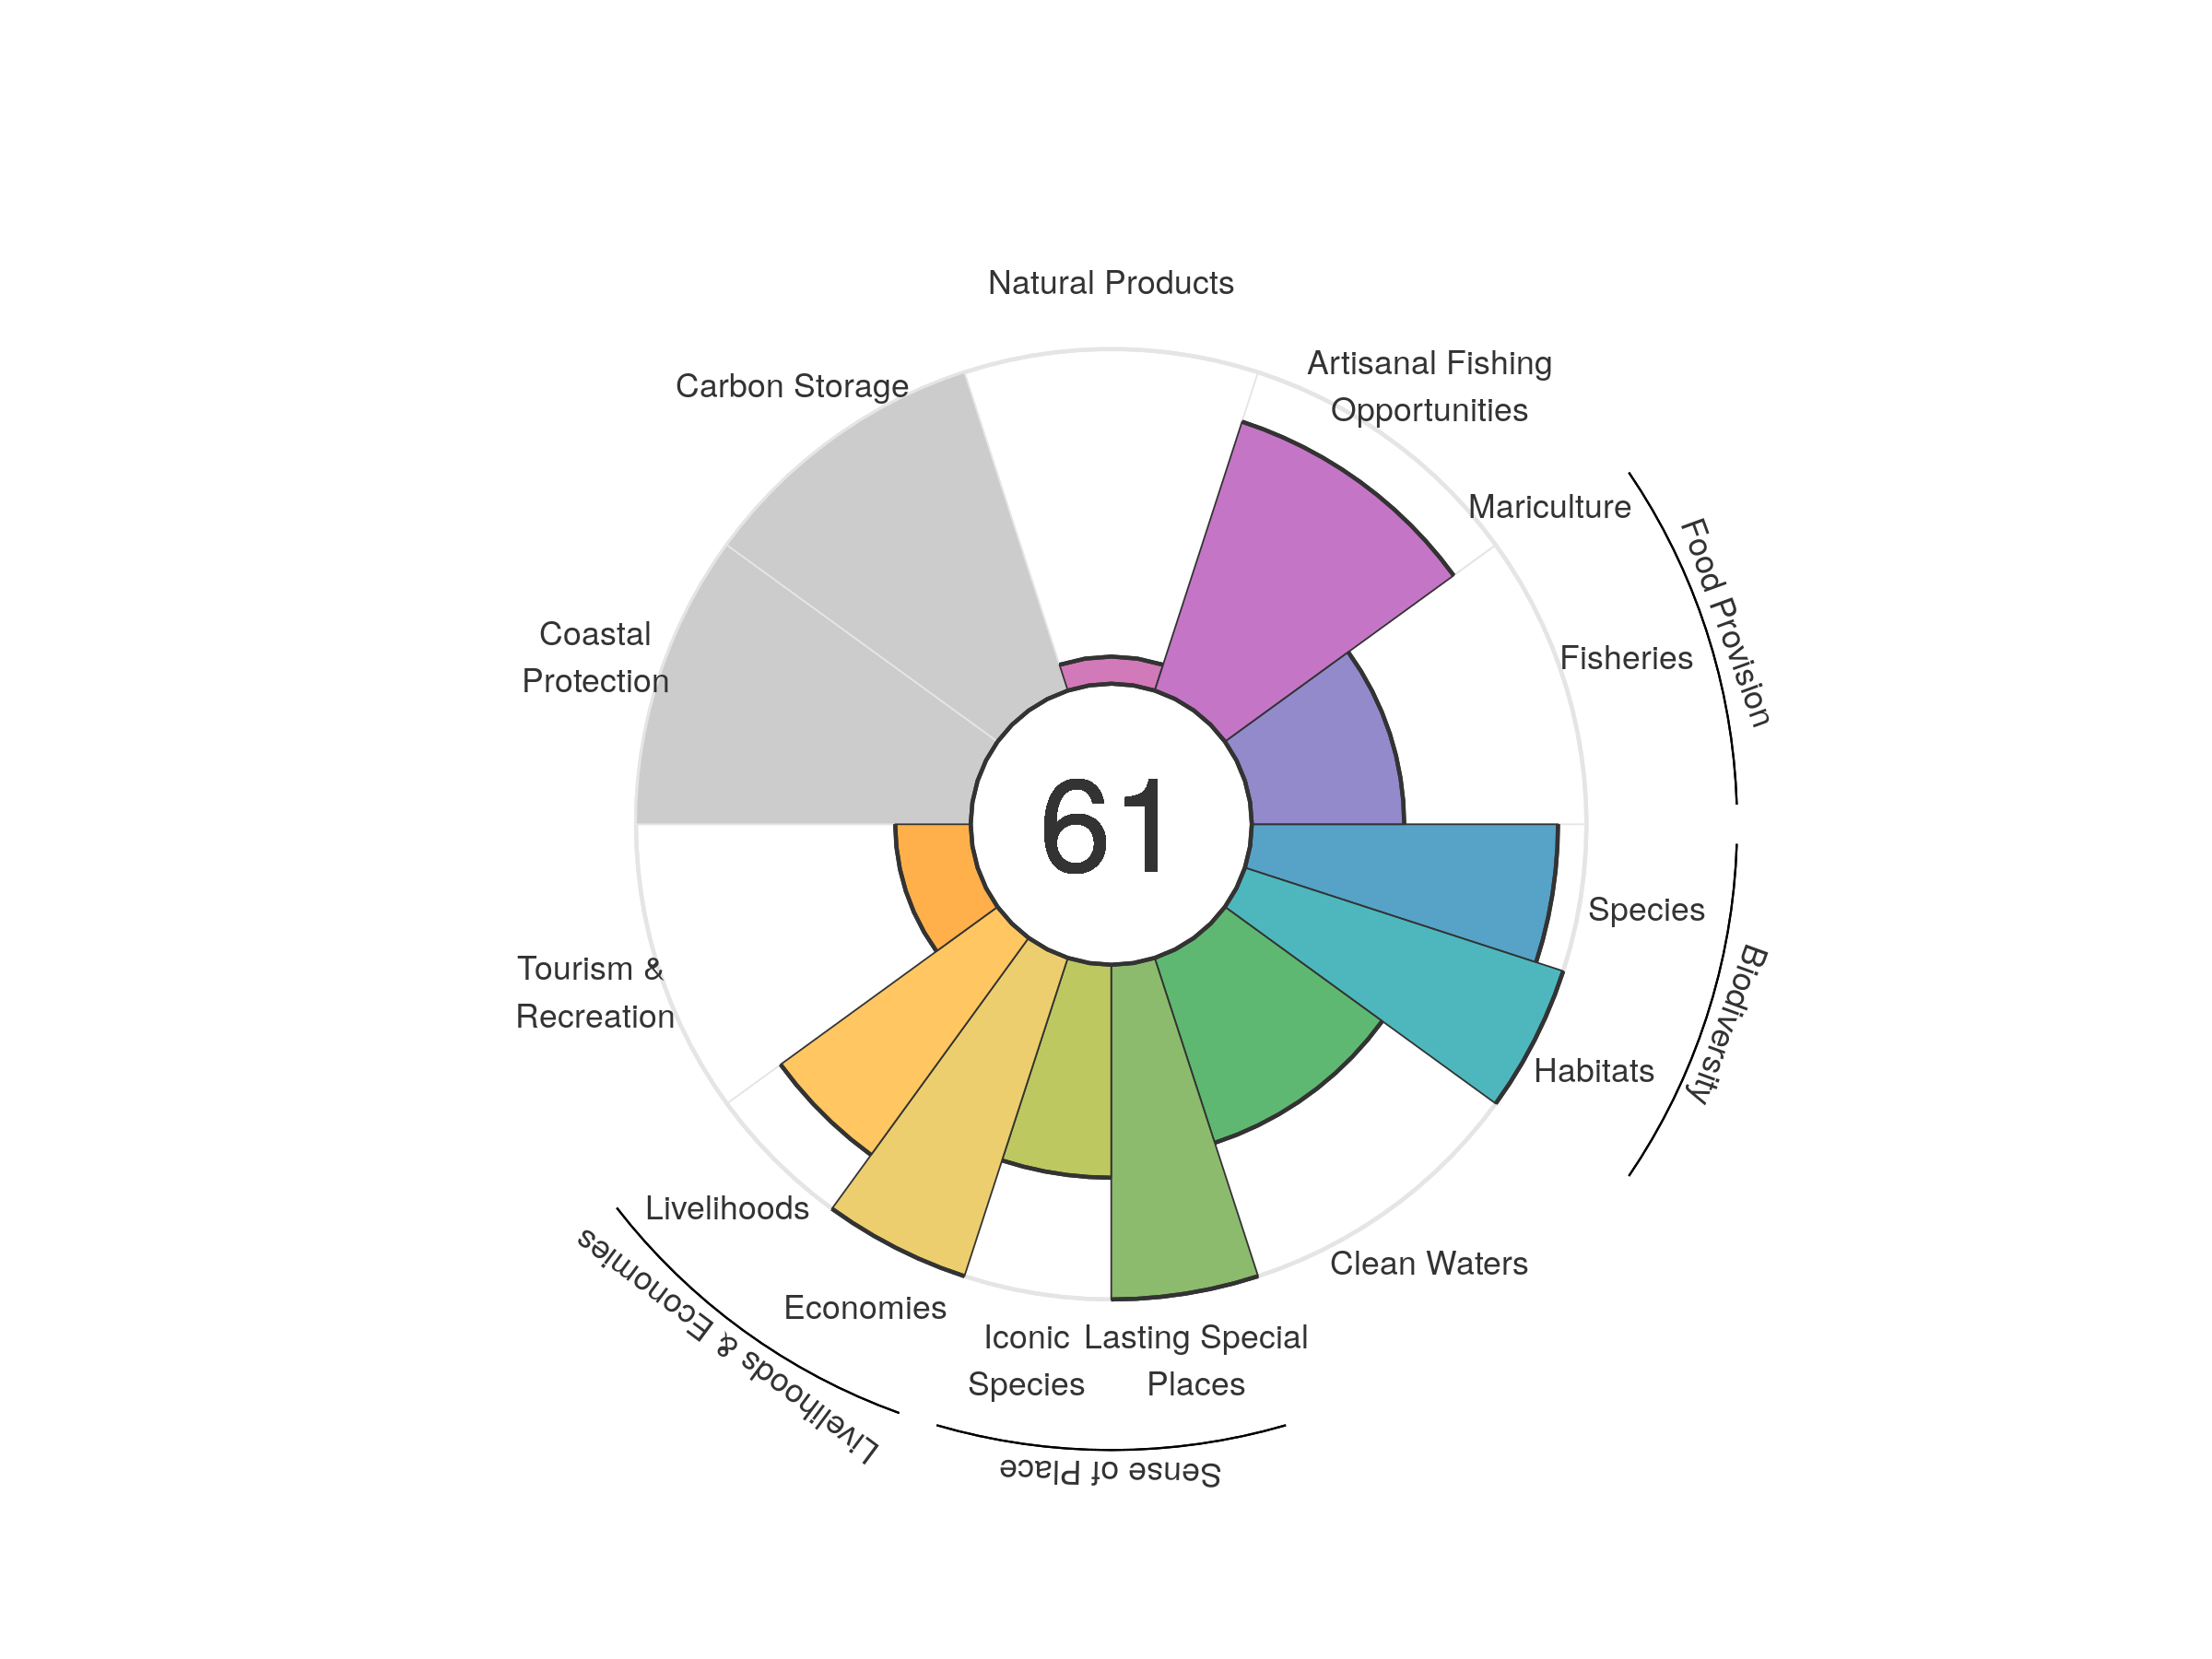 Natural Products
Artisanal Fishing
Opportunities
Carbon Storage
Mariculture
Food Provision
Fisheries
Coastal
Protection
61
Species
Biodiversity
Habitats
Tourism &
Recreation
Livelihoods
Clean Waters
Economies
Livelihoods & Economies
Iconic
Species
Lasting Special
Places
Sense of Place